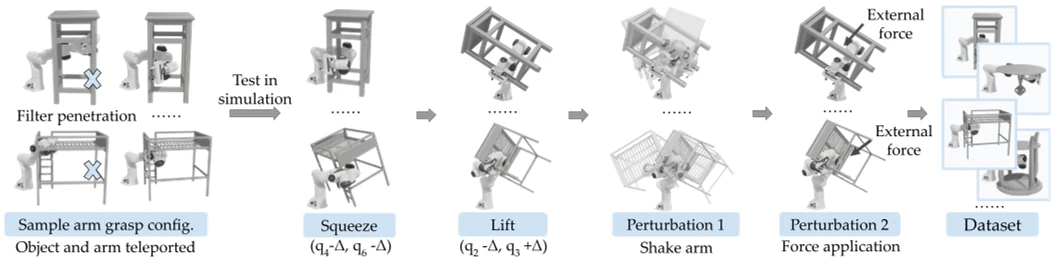 Filter penetration
......
Sample arm grasp config.
Object and arm teleported
Test in
simulation
......
Squeeze
(q4-Δ, q6 -Δ)
......
Lift
(q2 -Δ, q3 +Δ)
......
Perturbation 1
Shake arm
External
force
......
External
force
Perturbation 2
Force application
......
Dataset